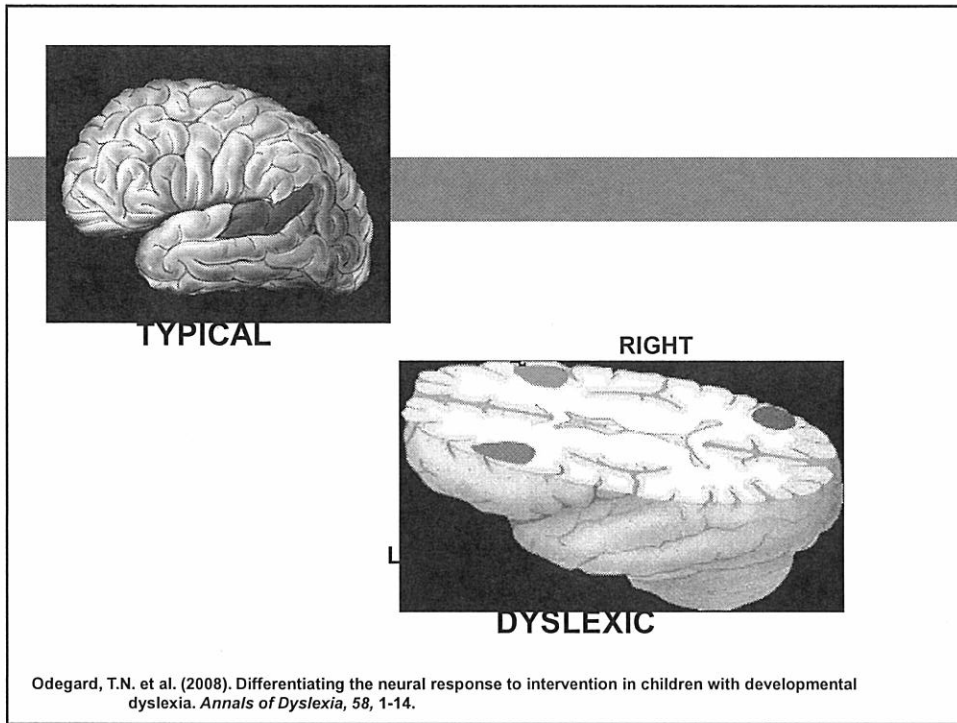 TYPICAL
RIGHT
L
DYSLEXIC
Odegard, T.N. et al. (2008). Differentiating the neural response to intervention in children with developmental
dyslexia. Annals of Dyslexia, 58, 1-14.